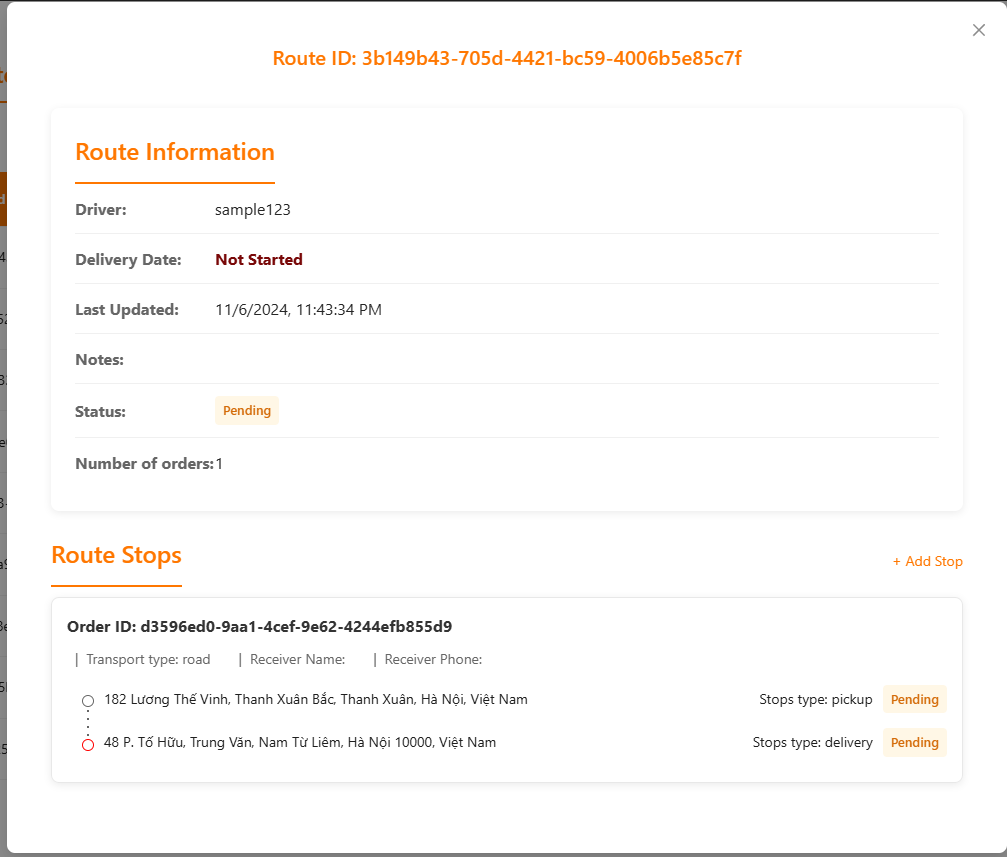 Route ID: 3b149b43-705d-4421-bc59-4006b5e85c7f
Route Information
Driver: sample123
Delivery Date: Not Started
Last Updated: 11/6/2024, 11:43:34 PM
Notes:
Status: Pending
Number of orders: 1
Route Stops
+ Add Stop
Order ID: d3596ed0-9aa1-4cef-9e62-4244efb855d9
| Transport type: road | Receiver Name: | Receiver Phone:
182 Lương Thế Vinh, Thanh Xuân Bắc, Thanh Xuân, Hà Nội, Việt Nam Stops type: pickup Pending
48 P. Tố Hữu, Trung Văn, Nam Từ Liêm, Hà Nội 10000, Việt Nam Stops type: delivery Pending